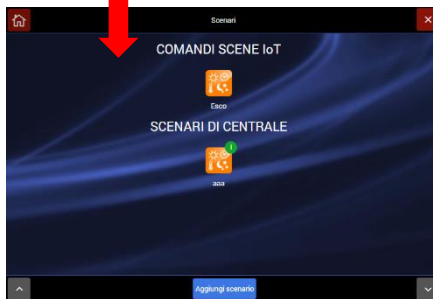 Scenari
COMANDI SCENE IoT
Esco
SCENARI DI CENTRALE
aaa
Aggiungi scenario